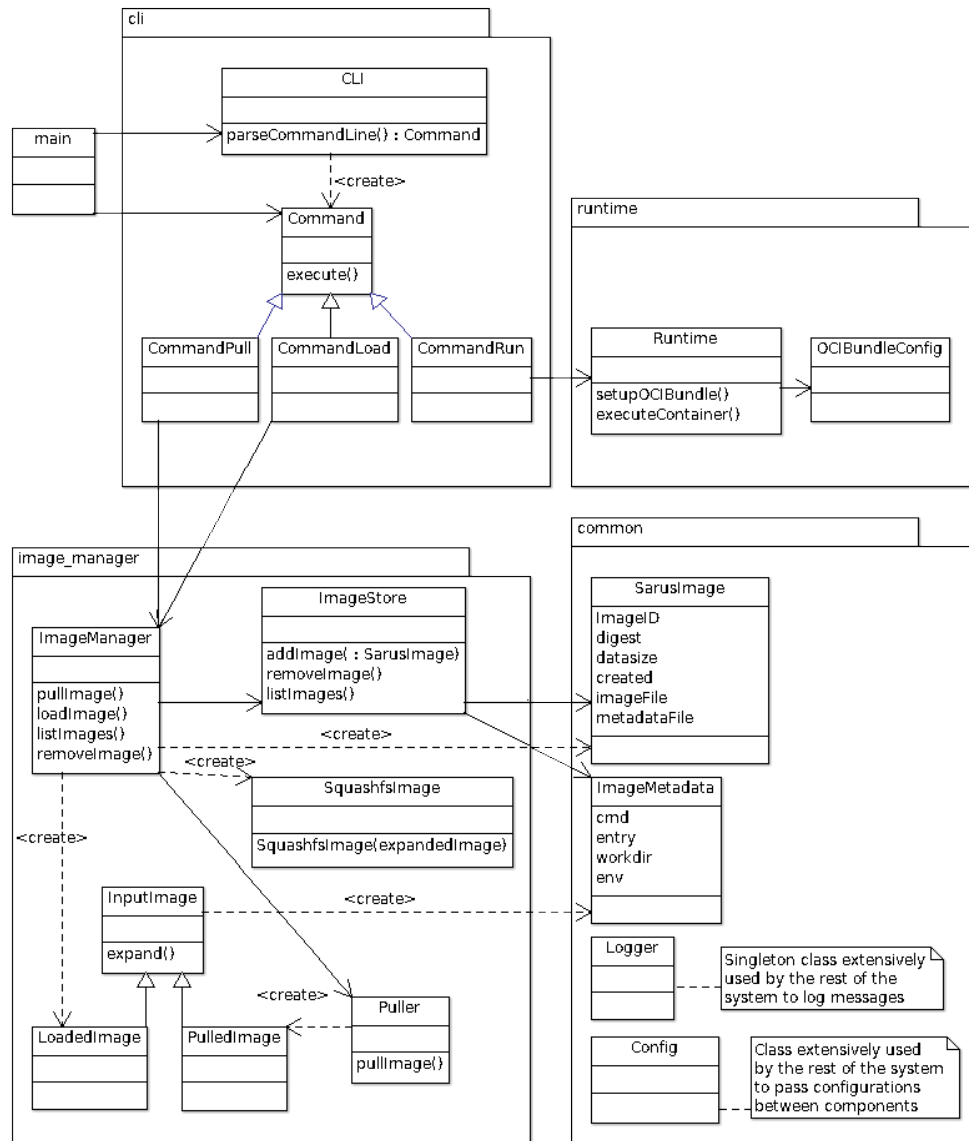 cli
CLI
parseCommandLine() : Command
main
<create>
Command
execute()
CommandPull
CommandLoad
CommandRun
runtime
Runtime
setupOCIBundle()
executeContainer()
OCIBundleConfig
image_manager
ImageManager
pullImage()
loadImage()
listImages()
removeImage()
ImageStore
addImage( : SarusImage)
removeImage()
listImages()
<create>
<create>
SquashfsImage
SquashfsImage(expandedImage)
<create>
InputImage
expand()
<create>
<create>
LoadedImage
PulledImage
Puller
pullImage()
common
SarusImage
ImageID
digest
datasize
created
imageFile
metadataFile
ImageMetadata
cmd
entry
workdir
env
Logger
Singleton class extensively
used by the rest of the
system to log messages
Config
Class extensively used
by the rest of the system
to pass configurations
between components